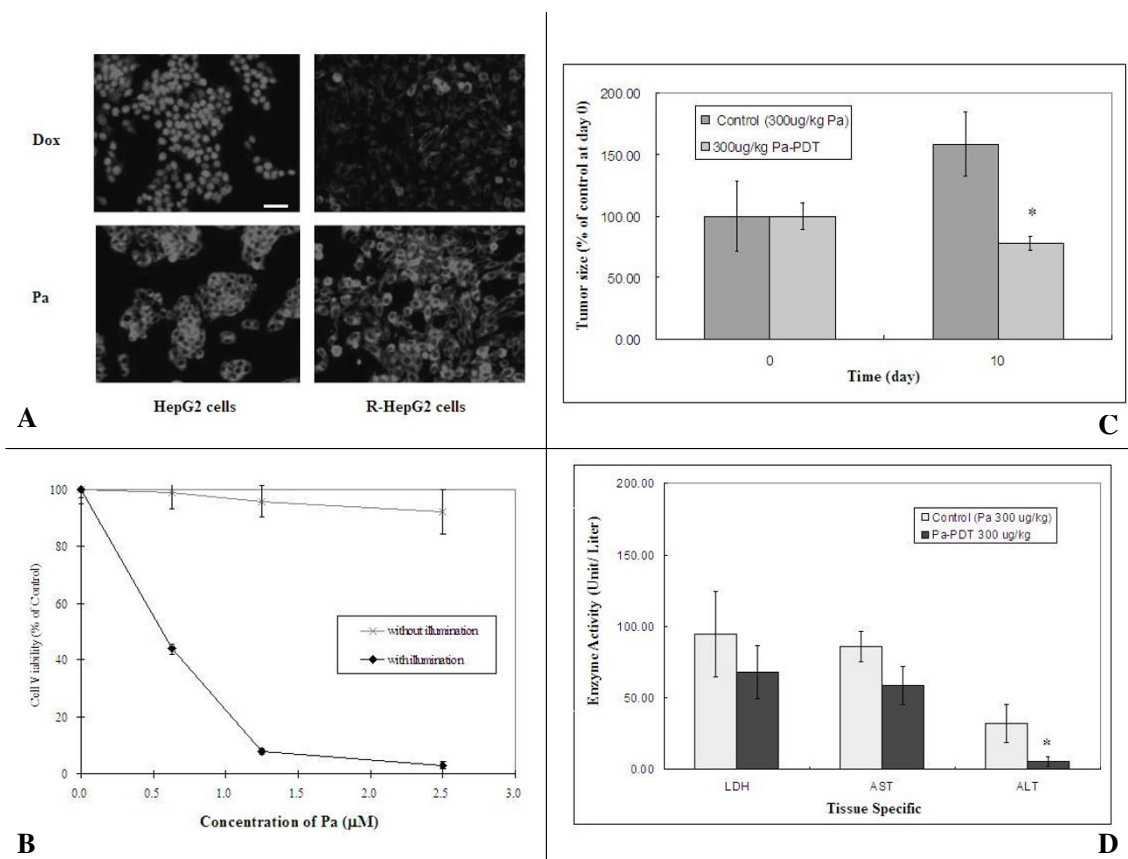 Dox
Pa
HepG2 cells
R-HepG2 cells
A
200.00
150.00
100.00
50.00
0.00
Tumor size (% of control at day 0)
Control (300ug/kg Pa)
300ug/kg Pa-PDT
*
0
10
Time (day)
C
100
80
60
40
20
0
Cell Viability (% of Control)
without illumination
with illumination
0.0
0.5
1.0
1.5
2.0
2.5
3.0
Concentration of Pa (μM)
B
200.00
150.00
100.00
50.00
0.00
Enzyme Activity (Unit/ Liter)
Control (Pa 300 ug/kg)
Pa-PDT 300 ug/kg
*
LDH
AST
ALT
Tissue Specific
D